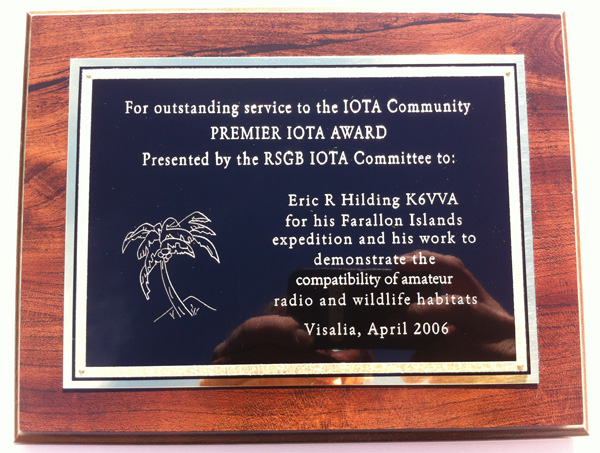 For outstanding service to the IOTA Community
PREMIER IOTA AWARD
Presented by the RSGB IOTA Committee to:
Eric R Hilding K6VVA
for his Farallon Islands
expedition and his work to
demonstrate the
compatibility of amateur
radio and wildlife habitats
Visalia, April 2006